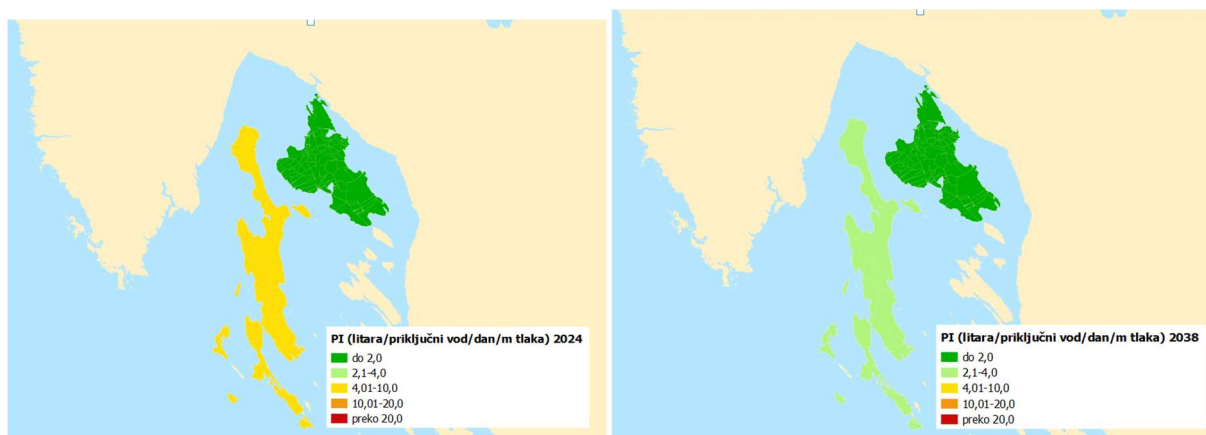 PI (litara/priključni vod/dan/m tlaka) 2024
do 2,0
2,1-4,0
4,01-10,0
10,01-20,0
preko 20,0
PI (litara/priključni vod/dan/m tlaka) 2038
do 2,0
2,1-4,0
4,01-10,0
10,01-20,0
preko 20,0